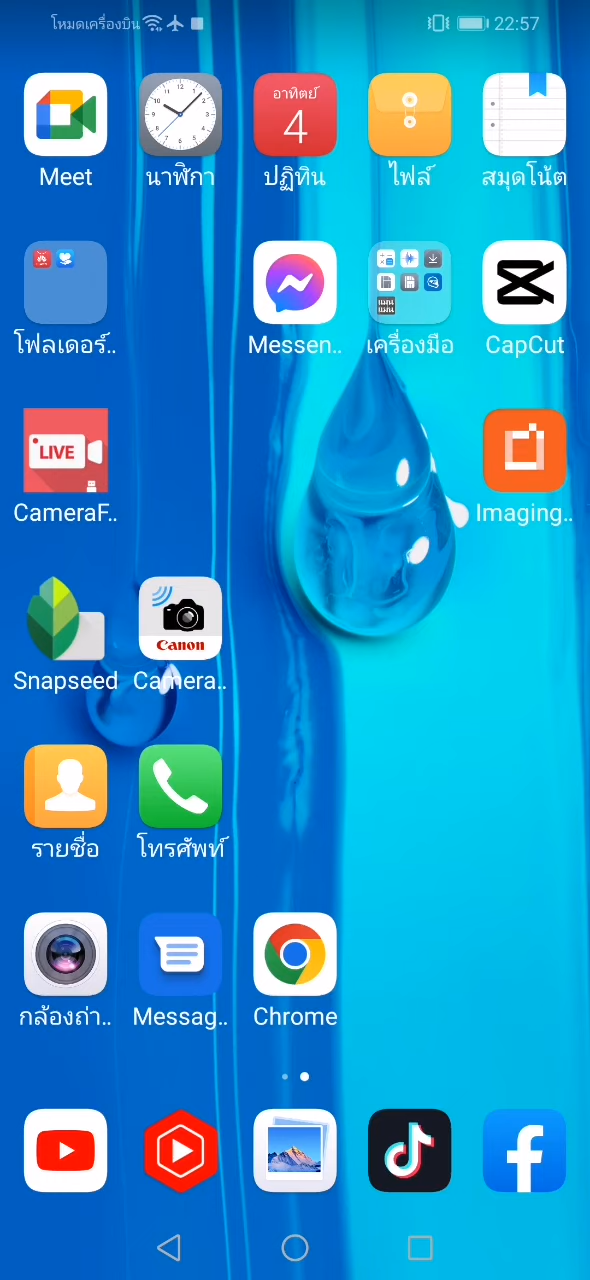 โหมดเครื่องบิน 22:57
อาทิตย์
4
Meet นาฬิกา ปฏิทิน ไฟล์ สมุดโน้ต
โฟลเดอร์.. Messen.. เครื่องมือ CapCut
LIVE
CameraF.. Imaging..
Canon
Snapseed Camera..
รายชื่อ โทรศัพท์
กล้องถ่า.. Messag.. Chrome